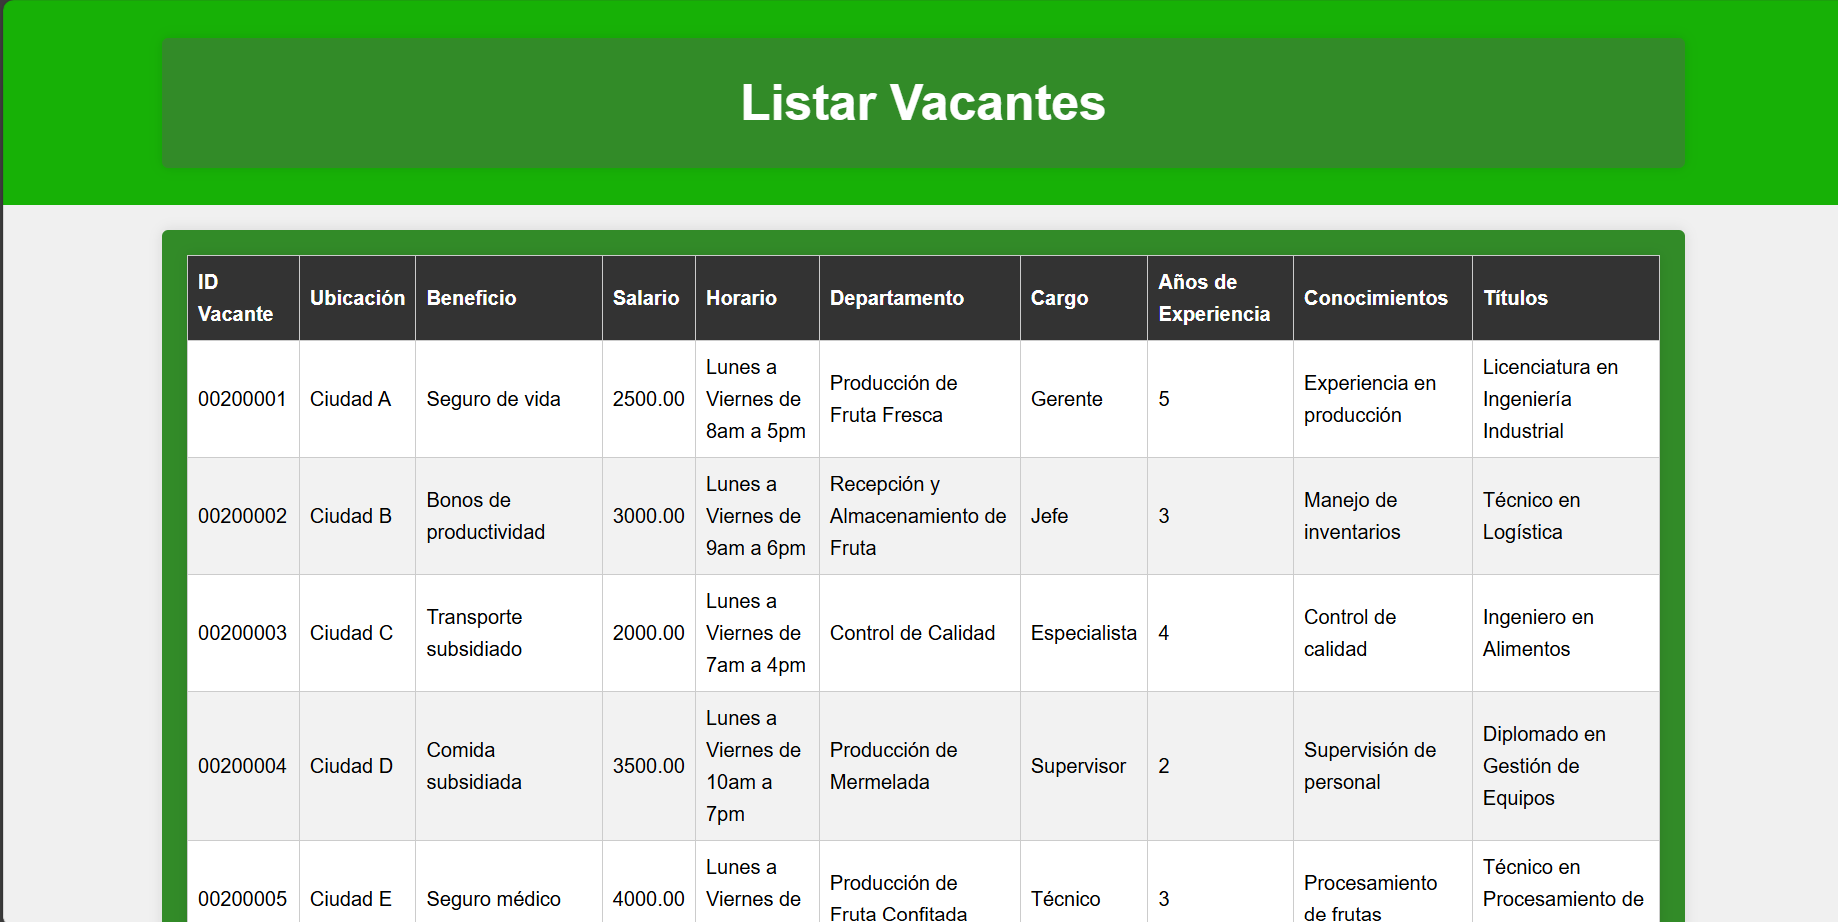 Listar Vacantes
ID Vacante | Ubicación | Beneficio | Salario | Horario | Departamento | Cargo | Años de Experiencia | Conocimientos | Títulos
00200001 | Ciudad A | Seguro de vida | 2500.00 | Lunes a Viernes de 8am a 5pm | Producción de Fruta Fresca | Gerente | 5 | Experiencia en producción | Licenciatura en Ingeniería Industrial
00200002 | Ciudad B | Bonos de productividad | 3000.00 | Lunes a Viernes de 9am a 6pm | Recepción y Almacenamiento de Fruta | Jefe | 3 | Manejo de inventarios | Técnico en Logística
00200003 | Ciudad C | Transporte subsidiado | 2000.00 | Lunes a Viernes de 7am a 4pm | Control de Calidad | Especialista | 4 | Control de calidad | Ingeniero en Alimentos
00200004 | Ciudad D | Comida subsidiada | 3500.00 | Lunes a Viernes de 10am a 7pm | Producción de Mermelada | Supervisor | 2 | Supervisión de personal | Diplomado en Gestión de Equipos
00200005 | Ciudad E | Seguro médico | 4000.00 | Lunes a Viernes de | Producción de Fruta Confitada | Técnico | 3 | Procesamiento de frutas | Técnico en Procesamiento de